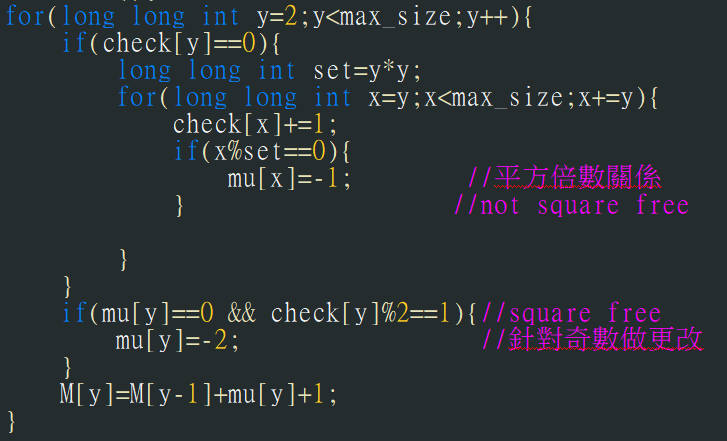 for(long long int y=2;y<max_size;y++){
    if(check[y]==0){
        long long int set=y*y;
        for(long long int x=y;x<max_size;x+=y){
            check[x]+=1;
            if(x%set==0){
                mu[x]=-1;        //平方倍數關係
            }                    //not square free

        }
    }
    if(mu[y]==0 && check[y]%2==1){//square free
        mu[y]=-2;                 //針對奇數做更改
    }
    M[y]=M[y-1]+mu[y]+1;
}